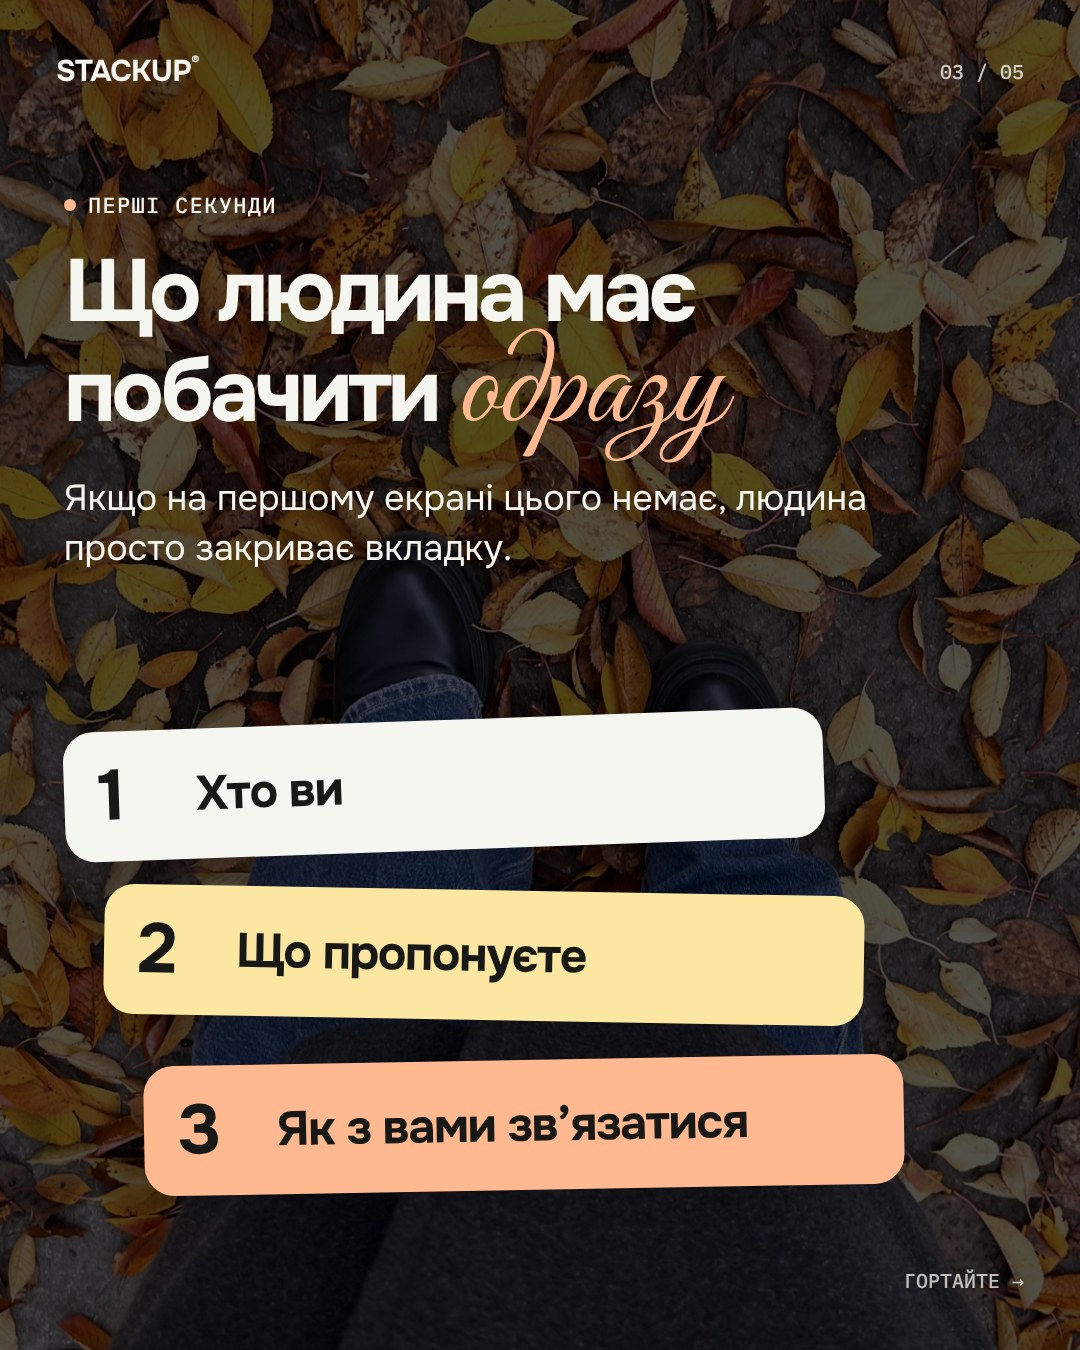 STACKUP®
03 / 05
ПЕРШІ СЕКУНДИ
Що людина має
побачити одразу
Якщо на першому екрані цього немає, людина
просто закриває вкладку.
1 Хто ви
2 Що пропонуєте
3 Як з вами зв’язатися
ГОРТАЙТЕ →